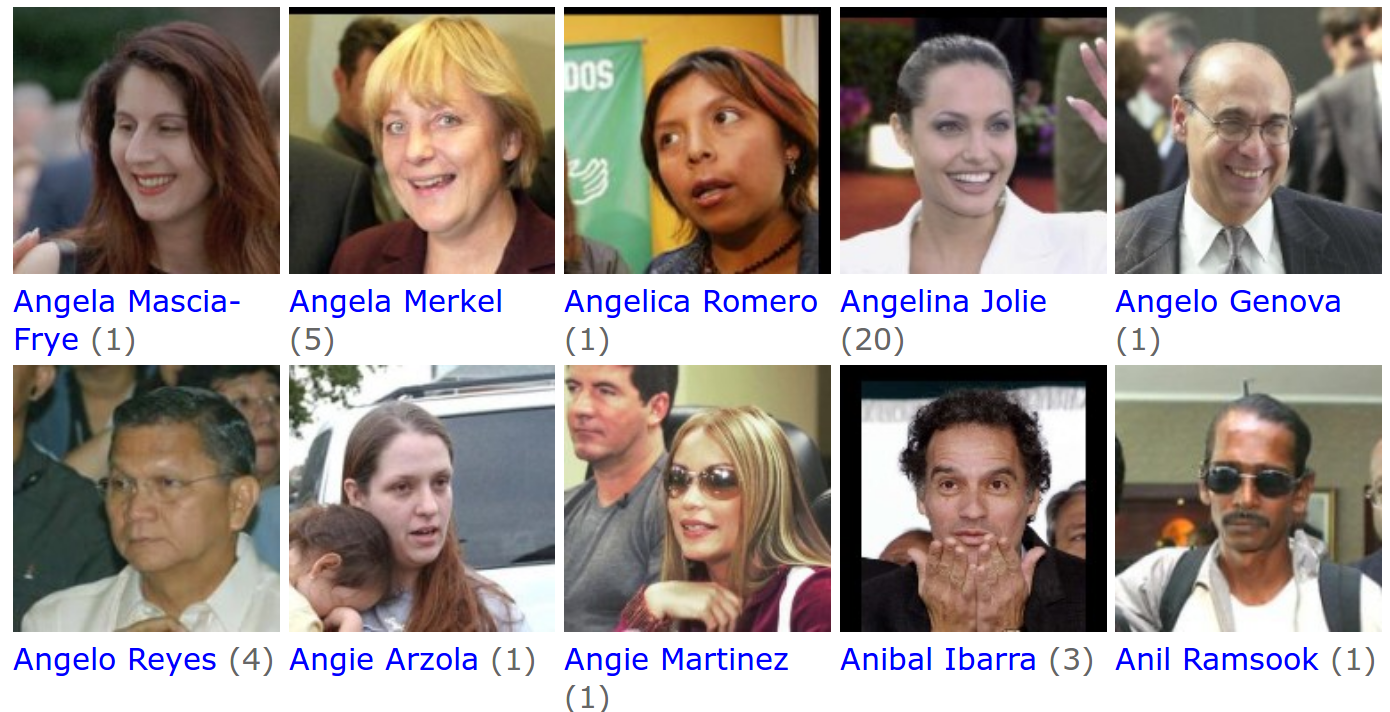 DOS
Angela Mascia-
Frye (1)
Angela Merkel
(5)
Angelica Romero
(1)
Angelina Jolie
(20)
Angelo Genova
(1)
Angelo Reyes (4)
Angie Arzola (1)
Angie Martinez
(1)
Anibal Ibarra (3)
Anil Ramsook (1)